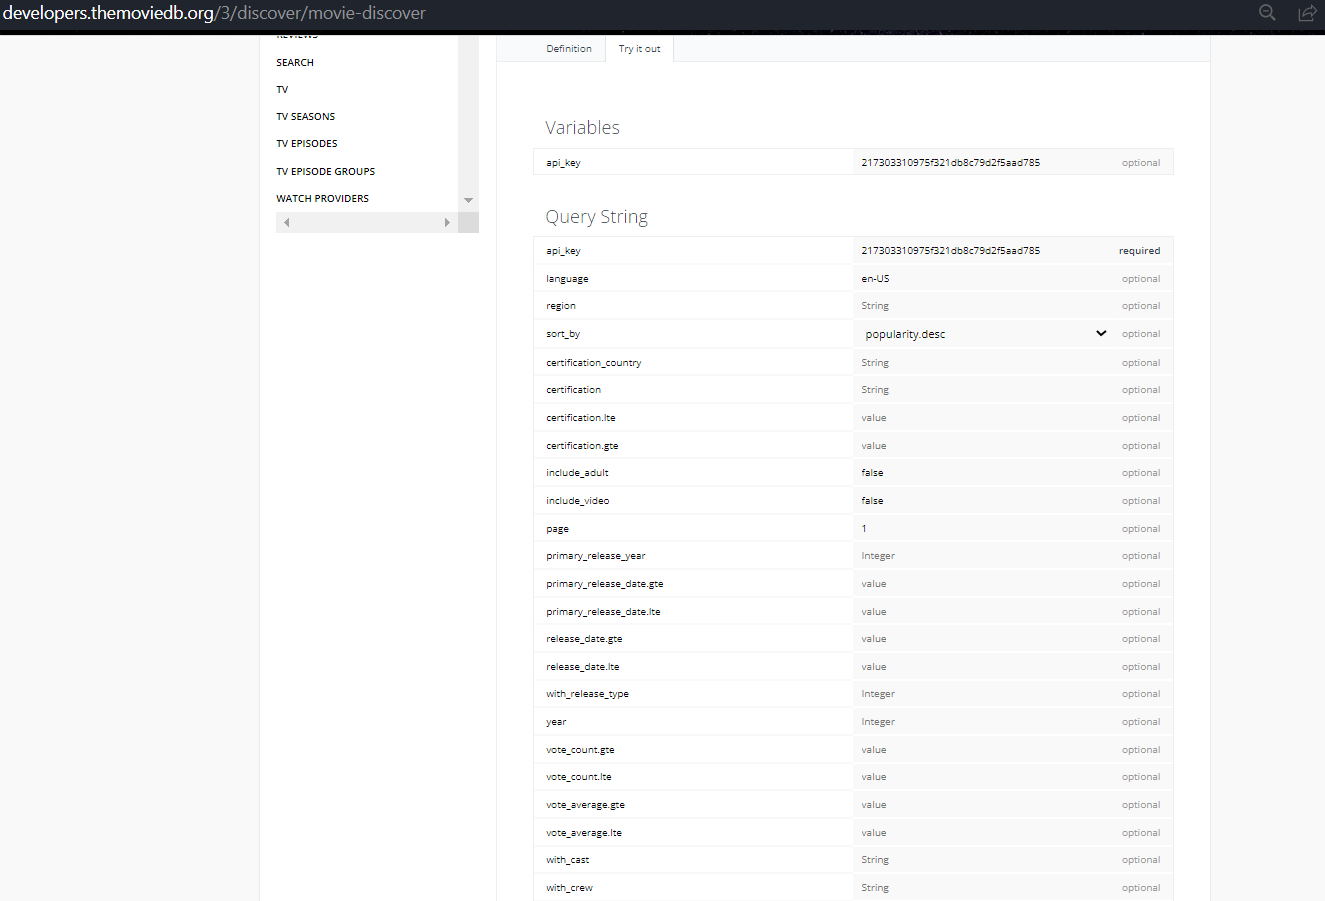 developers.themoviedb.org/3/discover/movie-discover
REVIEWS
SEARCH
TV
TV SEASONS
TV EPISODES
TV EPISODE GROUPS
WATCH PROVIDERS
Definition Try it out
Variables
api_key 217303310975f321db8c79d2f5aad785 optional
Query String
api_key 217303310975f321db8c79d2f5aad785 required
language en-US optional
region String optional
sort_by popularity.desc optional
certification_country String optional
certification String optional
certification.lte value optional
certification.gte value optional
include_adult false optional
include_video false optional
page 1 optional
primary_release_year Integer optional
primary_release_date.gte value optional
primary_release_date.lte value optional
release_date.gte value optional
release_date.lte value optional
with_release_type Integer optional
year Integer optional
vote_count.gte value optional
vote_count.lte value optional
vote_average.gte value optional
vote_average.lte value optional
with_cast String optional
with_crew String optional